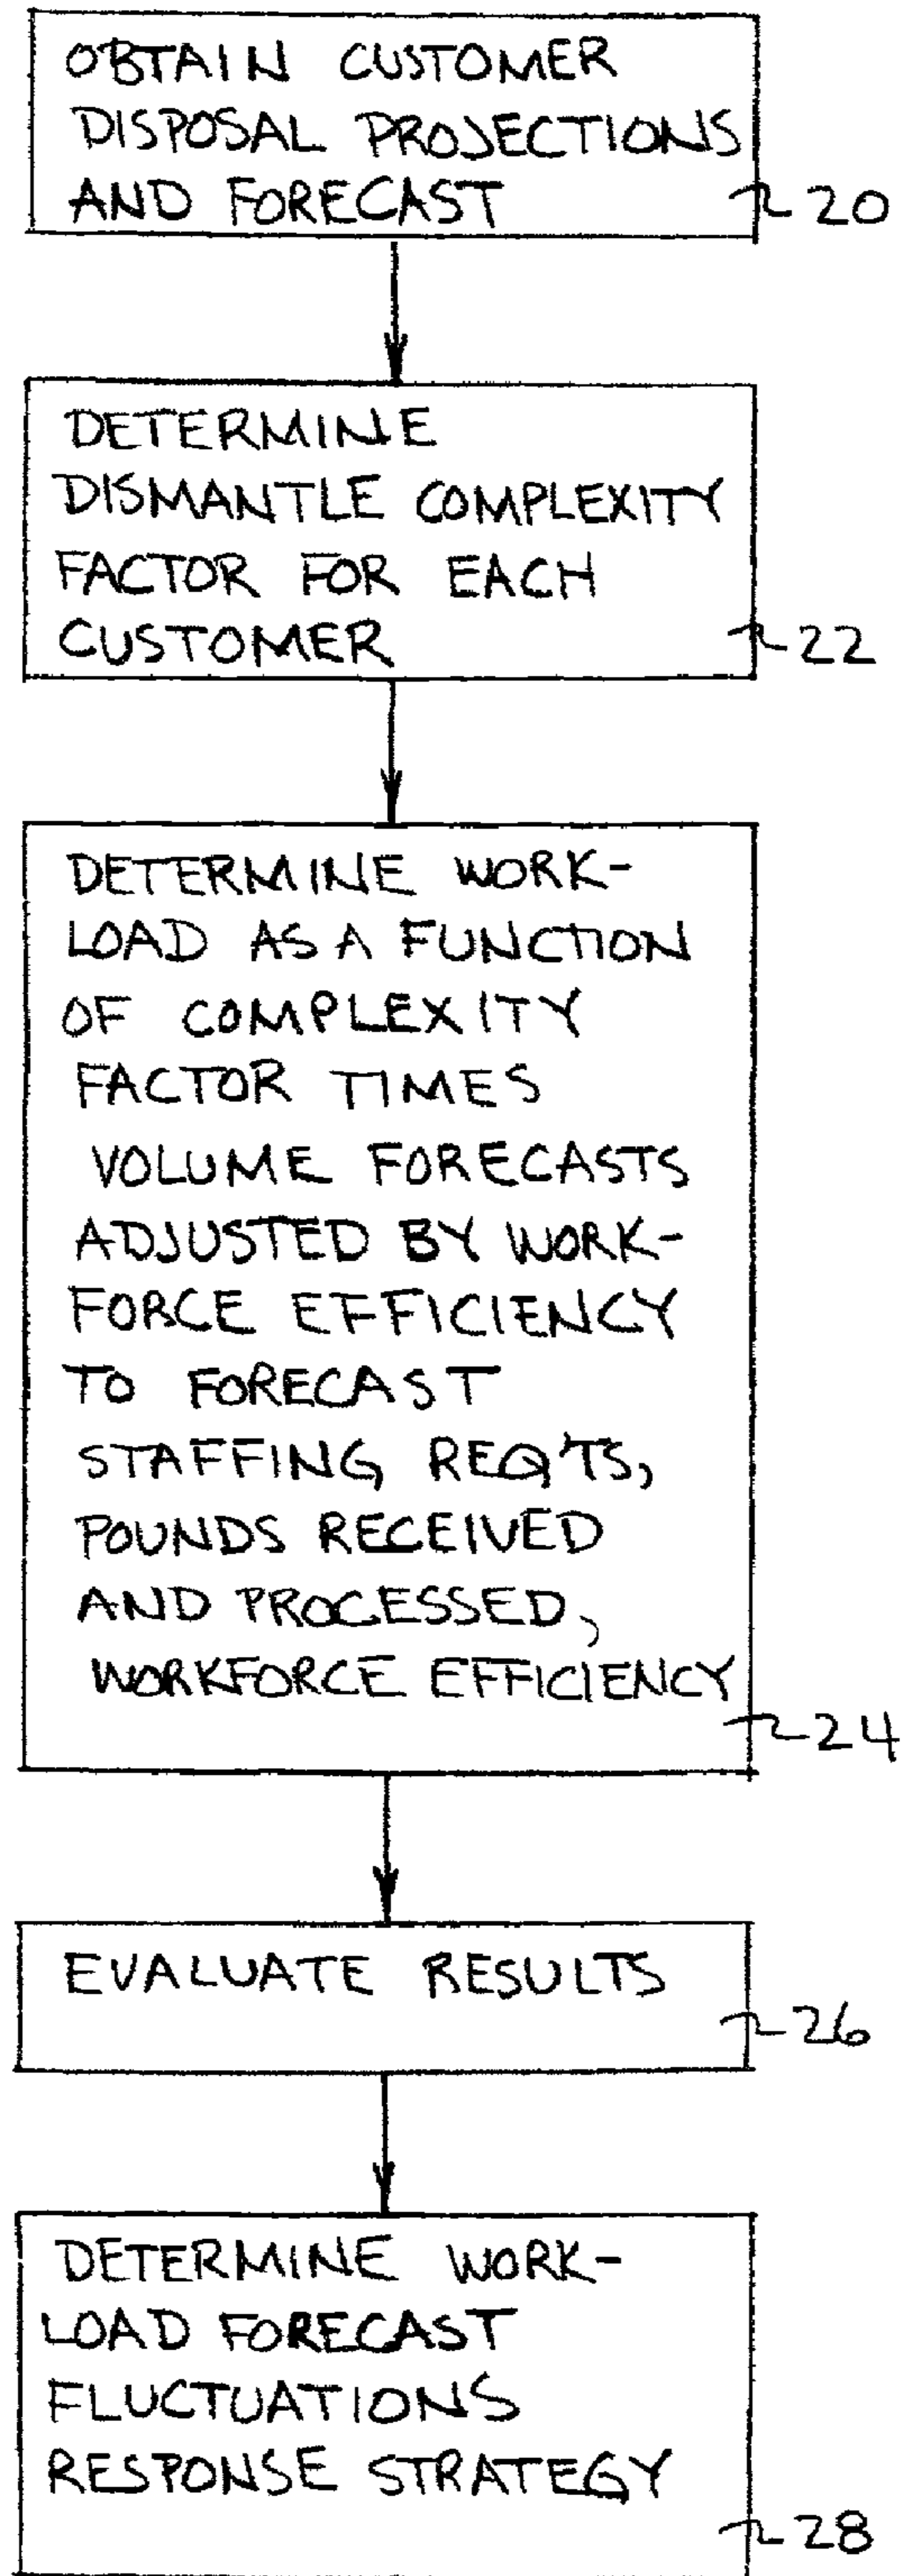 OBTAIN CUSTOMER
DISPOSAL PROJECTIONS
AND FORECAST
20
DETERMINE
DISMANTLE COMPLEXITY
FACTOR FOR EACH
CUSTOMER
22
DETERMINE WORK-
LOAD AS A FUNCTION
OF COMPLEXITY
FACTOR TIMES
VOLUME FORECASTS
ADJUSTED BY WORK-
FORCE EFFICIENCY
TO FORECAST
STAFFING REQ'TS,
POUNDS RECEIVED
AND PROCESSED,
WORKFORCE EFFICIENCY
24
EVALUATE RESULTS
26
DETERMINE WORK-
LOAD FORECAST
FLUCTUATIONS
RESPONSE STRATEGY
28